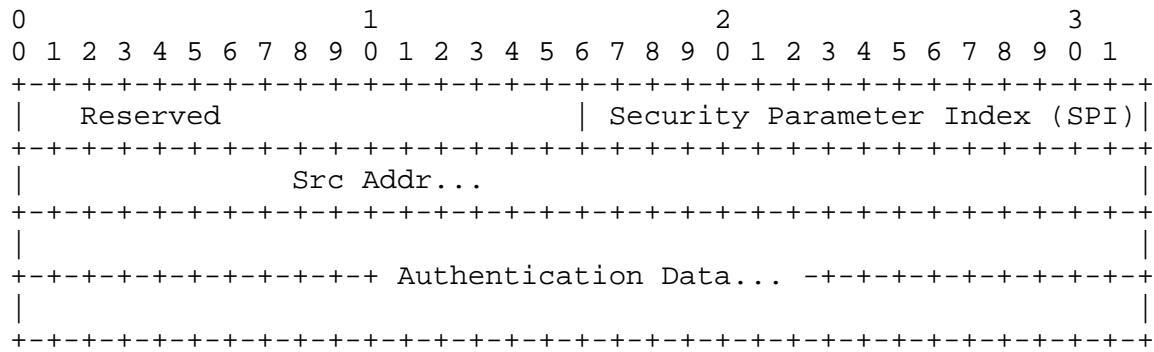 0                   1                   2                   3
0 1 2 3 4 5 6 7 8 9 0 1 2 3 4 5 6 7 8 9 0 1 2 3 4 5 6 7 8 9 0 1
+-+-+-+-+-+-+-+-+-+-+-+-+-+-+-+-+-+-+-+-+-+-+-+-+-+-+-+-+-+-+-+-+
|   Reserved                    | Security Parameter Index (SPI)|
+-+-+-+-+-+-+-+-+-+-+-+-+-+-+-+-+-+-+-+-+-+-+-+-+-+-+-+-+-+-+-+-+
|               Src Addr...                                     |
+-+-+-+-+-+-+-+-+-+-+-+-+-+-+-+-+-+-+-+-+-+-+-+-+-+-+-+-+-+-+-+-+
|                                                               |
+-+-+-+-+-+-+-+-+-+-+ Authentication Data... -+-+-+-+-+-+-+-+-+-+
|                                                               |
+-+-+-+-+-+-+-+-+-+-+-+-+-+-+-+-+-+-+-+-+-+-+-+-+-+-+-+-+-+-+-+-+